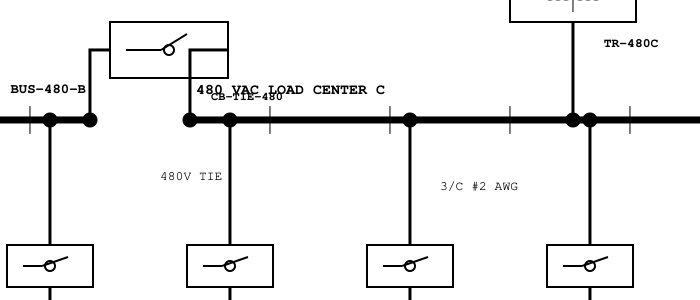 TR-480C
BUS-480-B
480 VAC LOAD CENTER C
CB-TIE-480
480V TIE
3/C #2 AWG